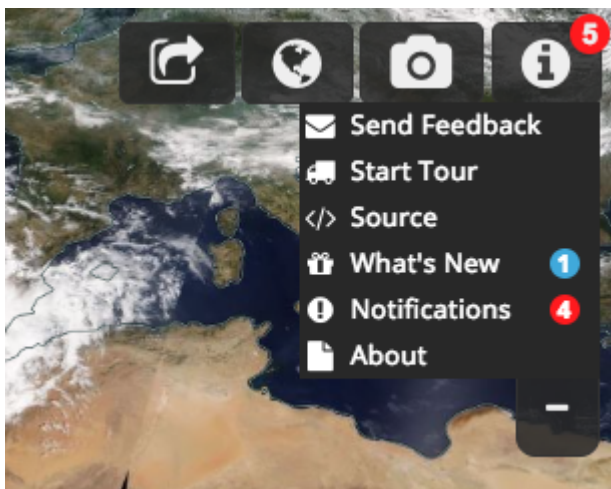 5
Send Feedback
Start Tour
Source
What's New 1
Notifications 4
About